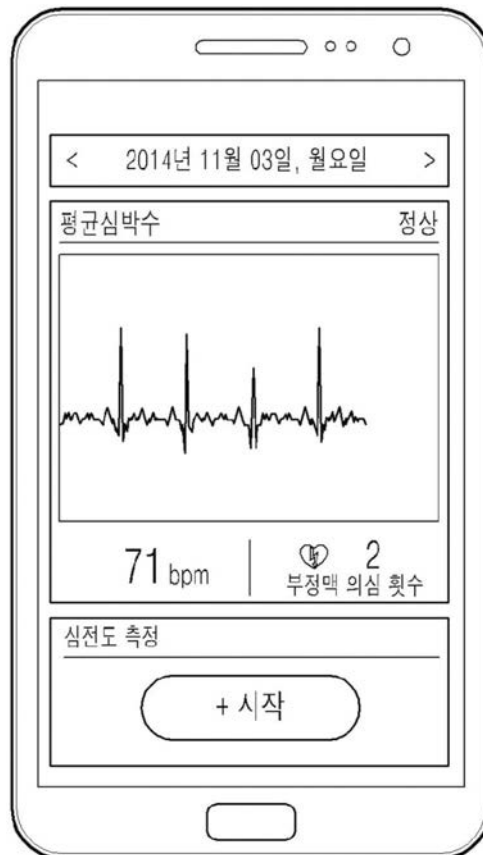 < 2014년 11월 03일, 월요일 >
평균심박수 정상
71 bpm
2
부정맥 의심 횟수
심전도 측정
+ 시작